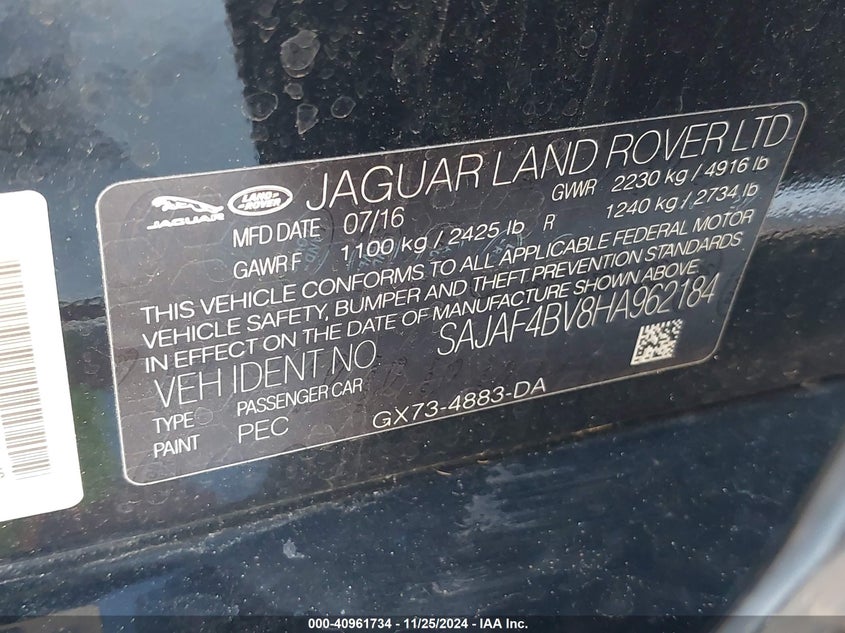 JAGUAR LAND ROVER JAGUAR LAND ROVER LTD
MFD DATE 07/16 GVWR 2230 kg / 4916 lb
GAWR F 1100 kg / 2425 lb R 1240 kg / 2734 lb
THIS VEHICLE CONFORMS TO ALL APPLICABLE FEDERAL MOTOR
VEHICLE SAFETY, BUMPER AND THEFT PREVENTION STANDARDS
IN EFFECT ON THE DATE OF MANUFACTURE SHOWN ABOVE.
VEH IDENT NO SAJAF4BV8HA962184
TYPE PASSENGER CAR
PAINT PEC GX73-4883-DA
000-40961734 - 11/25/2024 - IAA Inc.